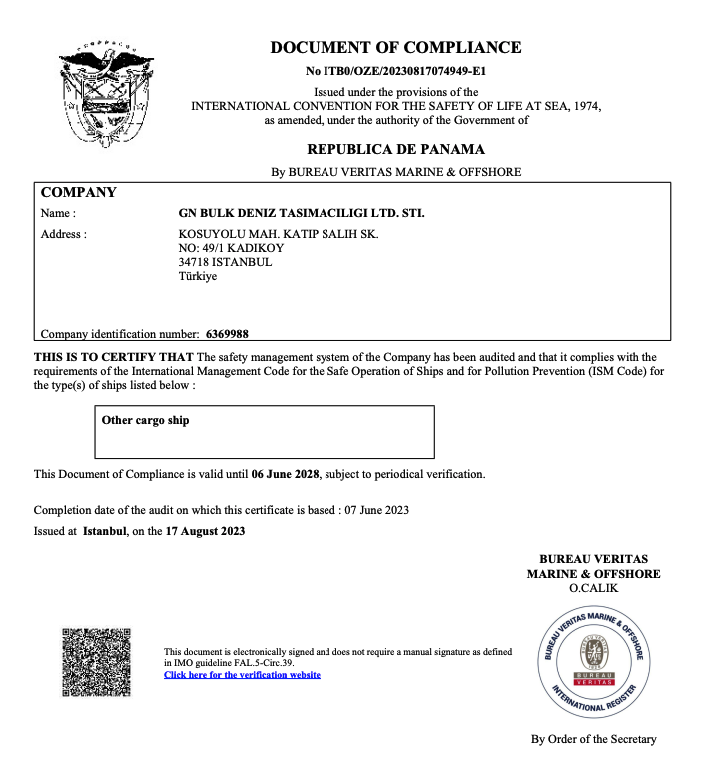 DOCUMENT OF COMPLIANCE
No ITB0/OZE/20230817074949-E1
Issued under the provisions of the
INTERNATIONAL CONVENTION FOR THE SAFETY OF LIFE AT SEA, 1974,
as amended, under the authority of the Government of
REPUBLICA DE PANAMA
By BUREAU VERITAS MARINE & OFFSHORE
COMPANY
Name : GN BULK DENIZ TASIMACILIGI LTD. STI.
Address : KOSUYOLU MAH. KATIP SALIH SK.
NO: 49/1 KADIKOY
34718 ISTANBUL
Türkiye
Company identification number: 6369988
THIS IS TO CERTIFY THAT The safety management system of the Company has been audited and that it complies with the
requirements of the International Management Code for the Safe Operation of Ships and for Pollution Prevention (ISM Code) for
the type(s) of ships listed below :
Other cargo ship
This Document of Compliance is valid until 06 June 2028, subject to periodical verification.
Completion date of the audit on which this certificate is based : 07 June 2023
Issued at Istanbul, on the 17 August 2023
BUREAU VERITAS
MARINE & OFFSHORE
O.CALIK
This document is electronically signed and does not require a manual signature as defined
in IMO guideline FAL.5-Circ.39.
Click here for the verification website
BUREAU VERITAS MARINE & OFFSHORE
BUREAU
VERITAS
INTERNATIONAL REGISTER
By Order of the Secretary